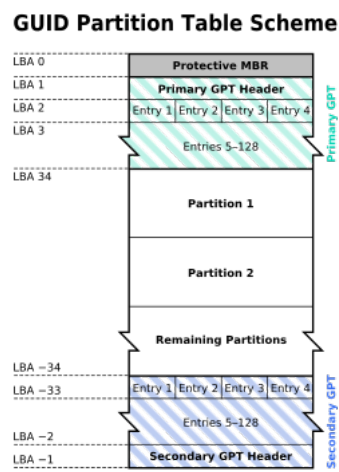 GUID Partition Table Scheme
LBA 0
Protective MBR
LBA 1
Primary GPT Header
LBA 2
Entry 1 Entry 2 Entry 3 Entry 4
LBA 3
Entries 5–128
Primary GPT
LBA 34
Partition 1
Partition 2
Remaining Partitions
LBA −34
LBA −33
Entry 1 Entry 2 Entry 3 Entry 4
Entries 5–128
LBA −2
Secondary GPT Header
LBA −1
Secondary GPT